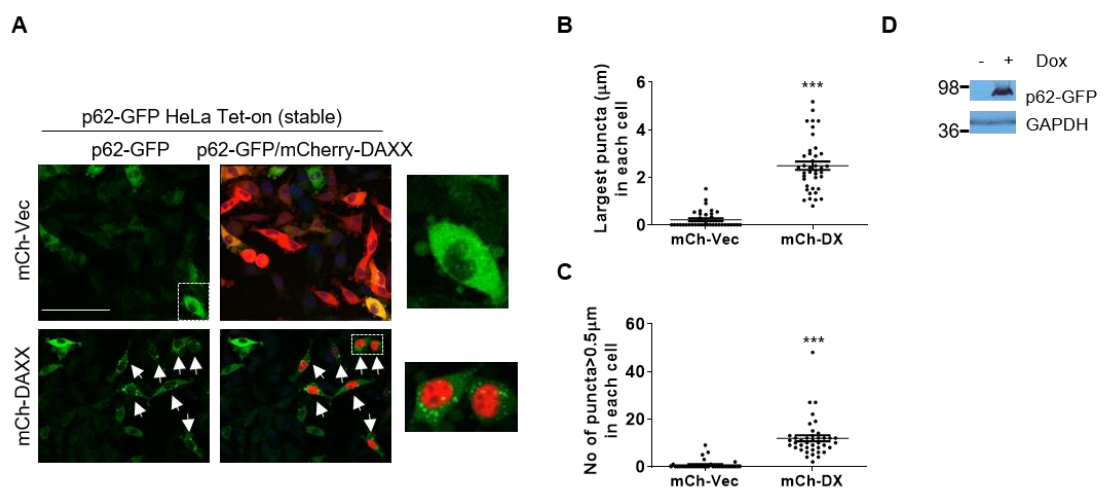 A
p62-GFP HeLa Tet-on (stable)
p62-GFP p62-GFP/mCherry-DAXX
mCh-Vec
mCh-DAXX
B
Largest puncta (µm)
in each cell
6
4
2
0
***
mCh-Vec mCh-DX
C
No of puncta>0.5µm
in each cell
60
40
20
0
***
mCh-Vec mCh-DX
D
- + Dox
98 p62-GFP
36 GAPDH